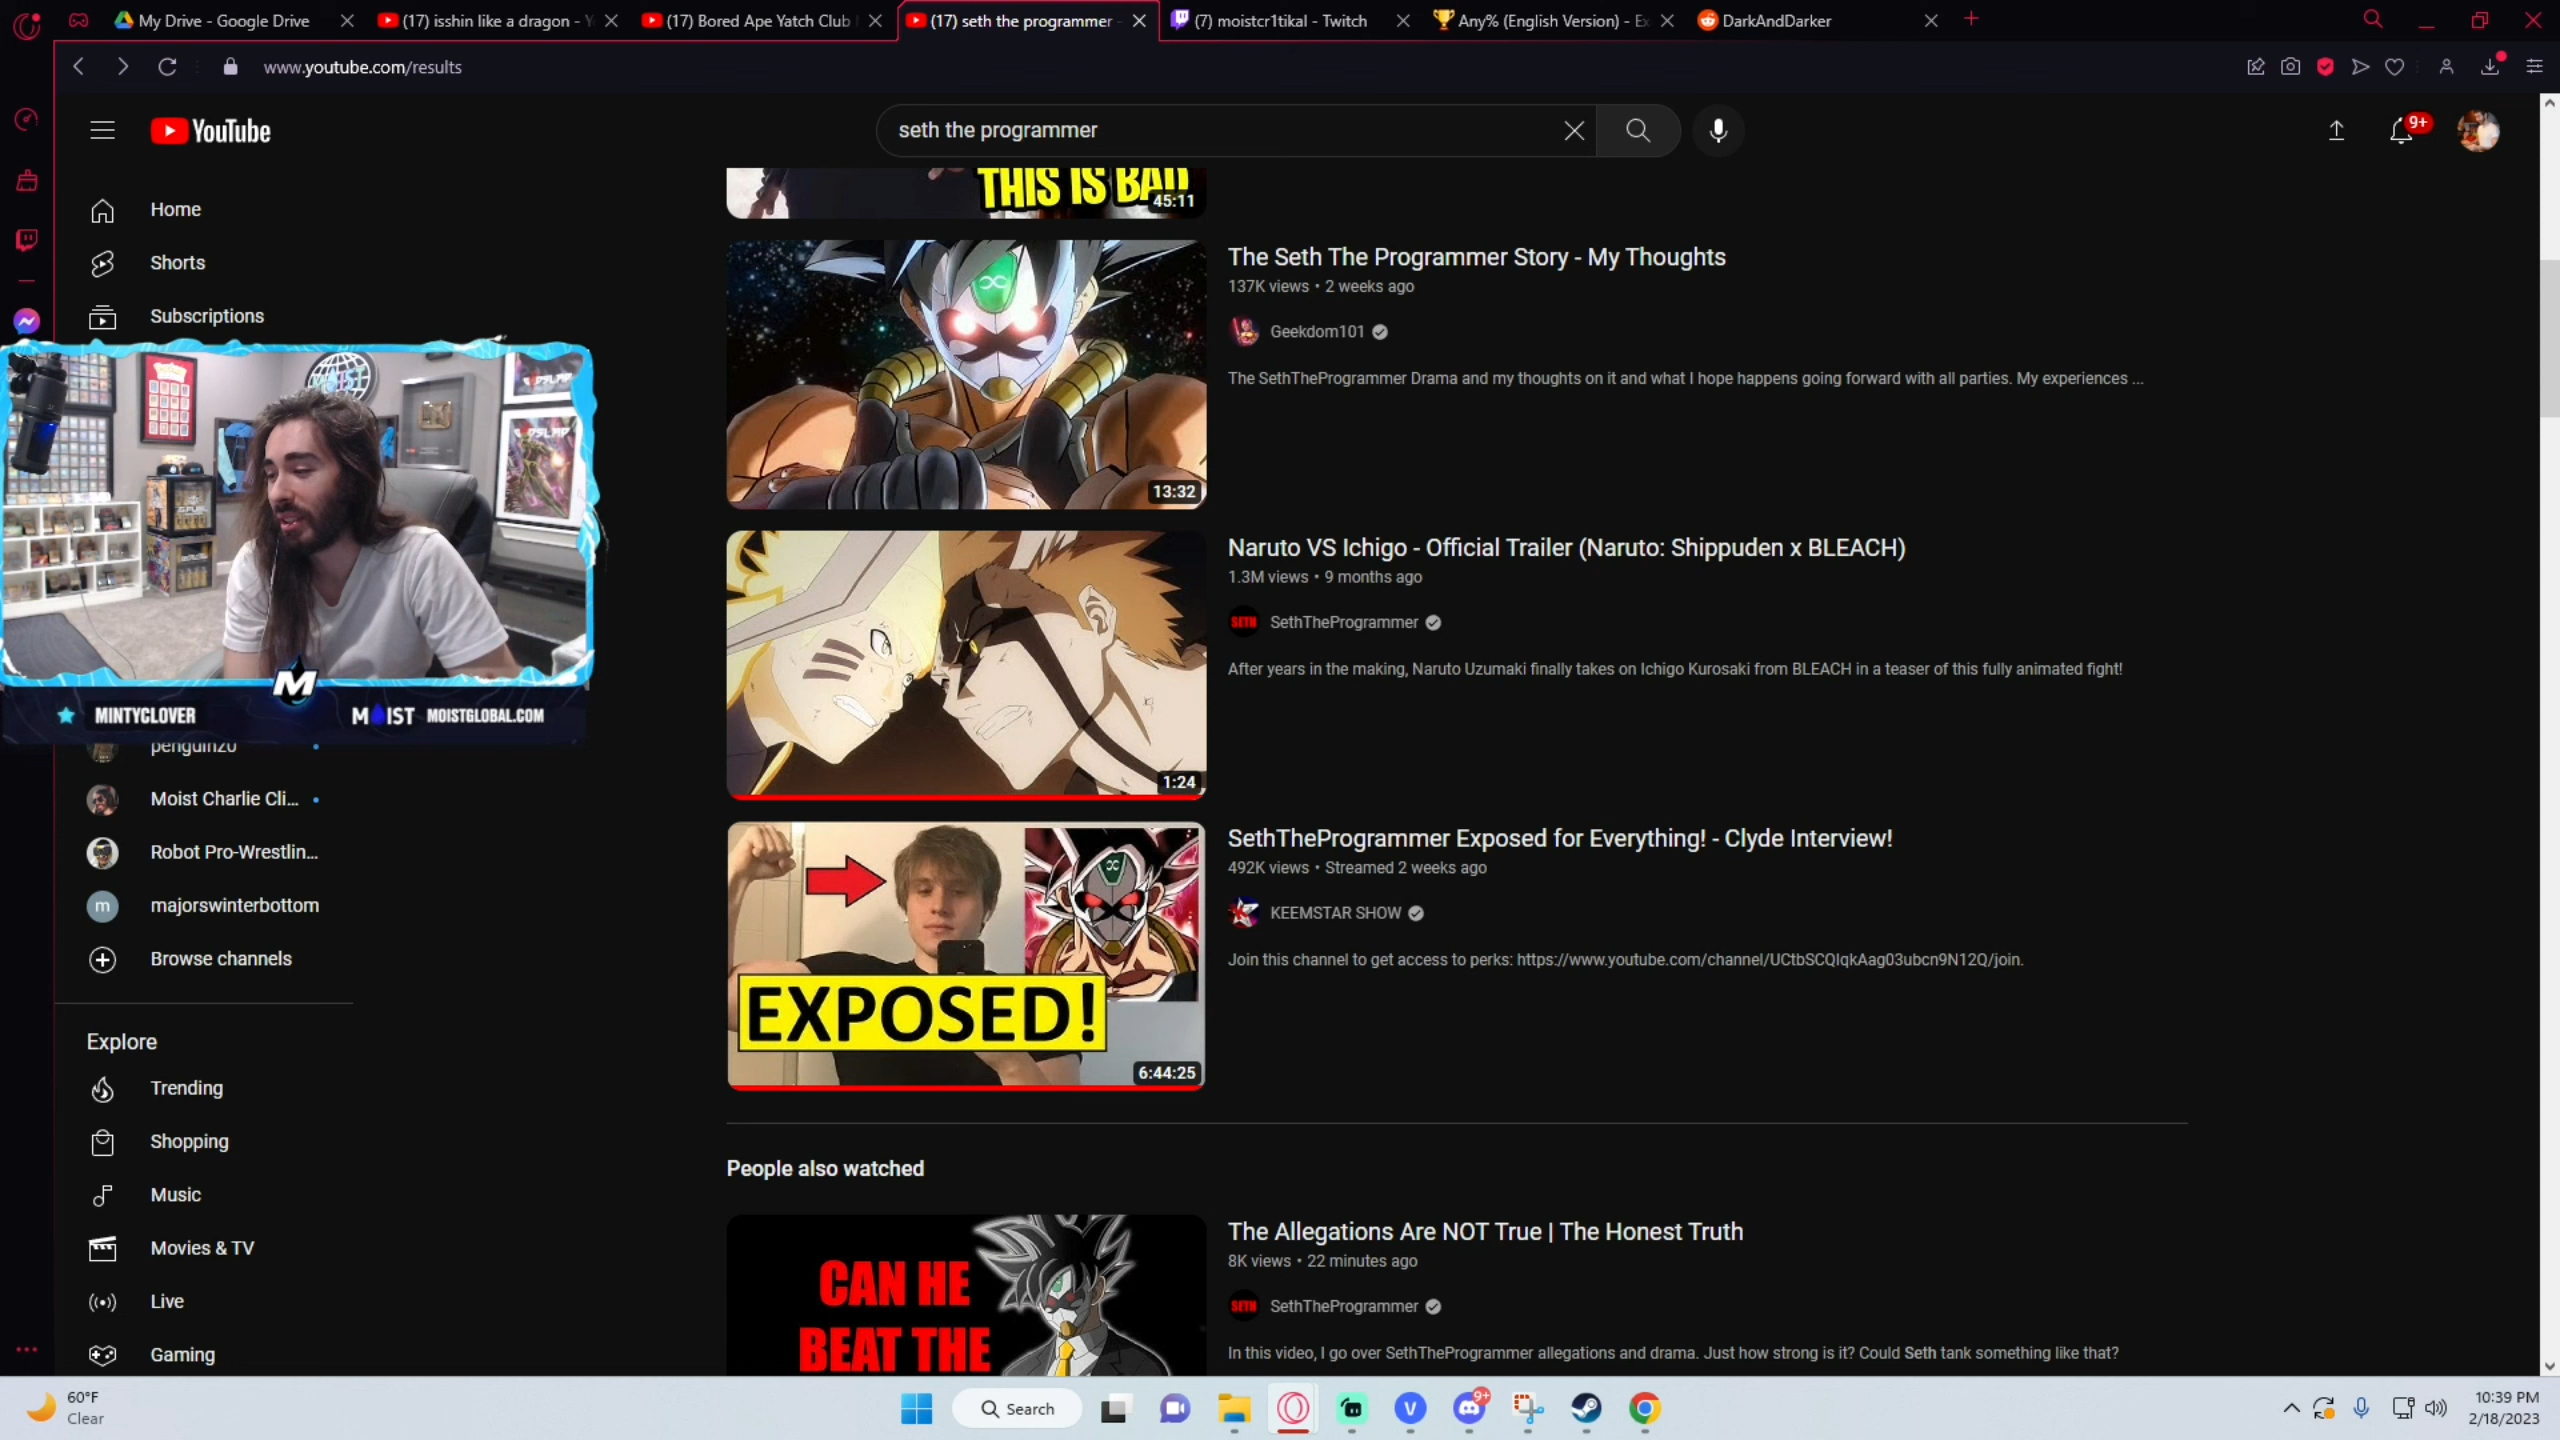 My Drive - Google Drive
(17) isshin like a dragon -
(17) Bored Ape Yatch Club
(17) seth the programmer -
(7) moistcr1tikal - Twitch
Any% (English Version) - Ex
DarkAndDarker
www.youtube.com/results
YouTube
seth the programmer
9+
Home
Shorts
Subscriptions
THIS IS BAD
45:11
The Seth The Programmer Story - My Thoughts
137K views • 2 weeks ago
Geekdom101
The SethTheProgrammer Drama and my thoughts on it and what I hope happens going forward with all parties. My experiences ...
13:32
MOIST
Naruto VS Ichigo - Official Trailer (Naruto: Shippuden x BLEACH)
1.3M views • 9 months ago
SETH
SethTheProgrammer
After years in the making, Naruto Uzumaki finally takes on Ichigo Kurosaki from BLEACH in a teaser of this fully animated fight!
1:24
M
MINTYCLOVER
MOIST
MOISTGLOBAL.COM
penguinz0
Moist Charlie Cli...
Robot Pro-Wrestlin...
m
majorswinterbottom
Browse channels
SethTheProgrammer Exposed for Everything! - Clyde Interview!
492K views • Streamed 2 weeks ago
KEEMSTAR SHOW
Join this channel to get access to perks: https://www.youtube.com/channel/UCtbSCQIqkAag03ubcn9N12Q/join.
EXPOSED!
6:44:25
Explore
Trending
Shopping
Music
Movies & TV
Live
Gaming
People also watched
CAN HE
BEAT THE
The Allegations Are NOT True | The Honest Truth
8K views • 22 minutes ago
SETH
SethTheProgrammer
In this video, I go over SethTheProgrammer allegations and drama. Just how strong is it? Could Seth tank something like that?
60°F
Clear
Search
V
9+
10:39 PM
2/18/2023